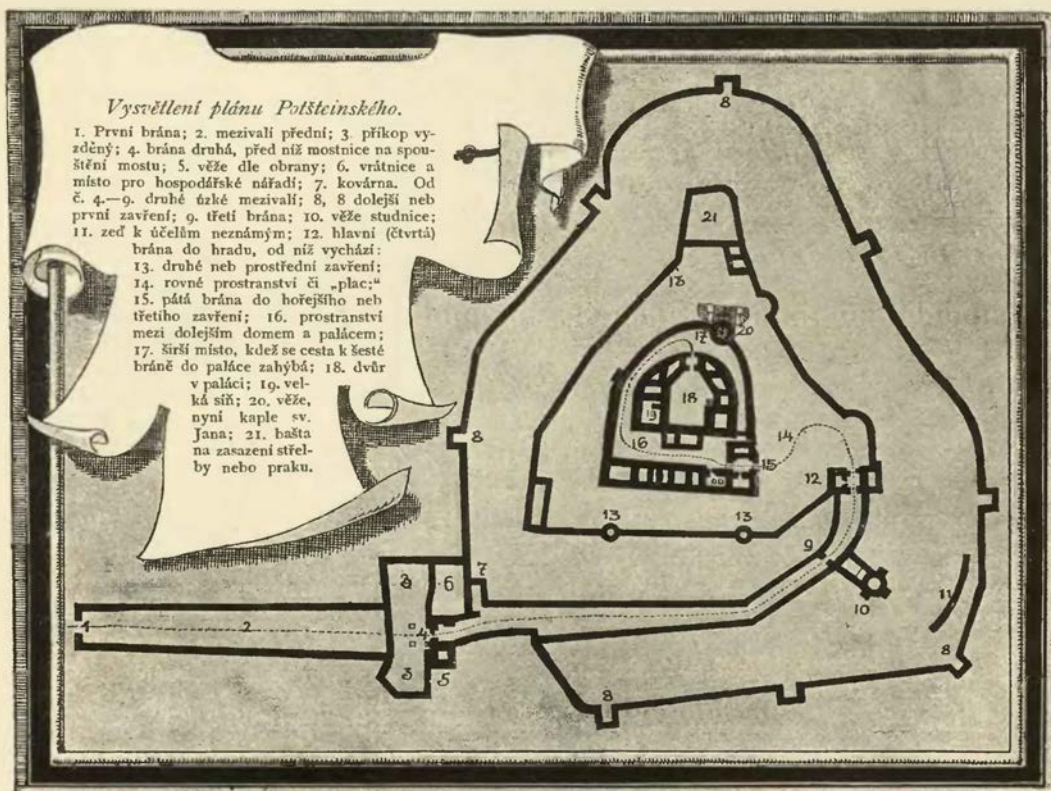 Vysvětlení plánu Potšteinského.
1. První brána; 2. mezivalí přední; 3 příkop vy-
zděný; 4. brána druhá, před níž mostnice na spou-
štění mostu; 5. věže dle obrany; 6. vrátnice a
místo pro hospodářské nářadí; 7. kovárna. Od
č. 4.—9. druhé úzké mezivalí; 8, 8 dolejší neb
první zavření; 9. třetí brána; 10. věže studnice;
11. zeď k účelům neznámým; 12. hlavní (čtvrtá)
brána do hradu, od níž vychází:
13. druhé neb prostřední zavření;
14. rovné prostranství či „plac;“
15. pátá brána do hořejšího neb
třetího zavření; 16. prostranství
mezi dolejším domem a palácem;
17. širší místo, kdež se cesta k šesté
bráně do paláce zahýbá; 18. dvůr
v paláci; 19. vel-
ká síň; 20. věže,
nyní kaple sv.
Jana; 21. bašta
na zasazení střel-
by nebo praku.
8
8
21
13
17
20
18
19
16
14
15
8
12
13
13
9
10
11
7
6
3
1
2
4
3
5
8
8